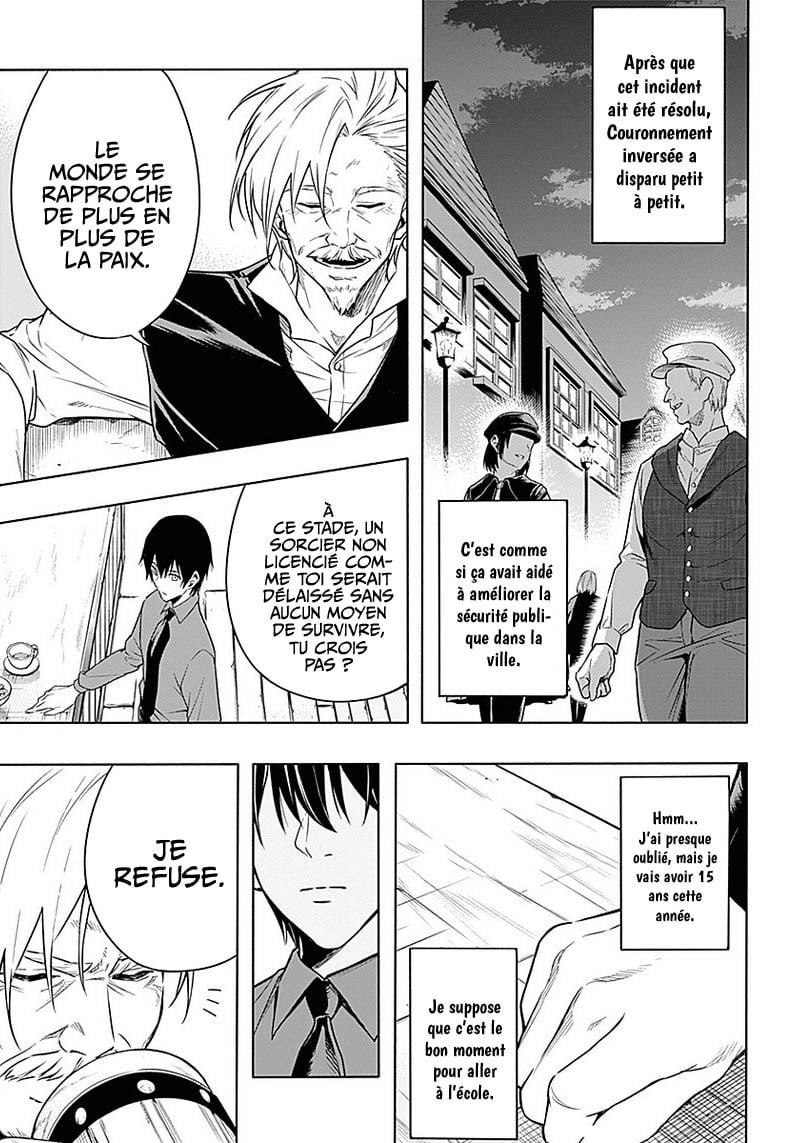 Après que
cet incident
ait été résolu,
Couronnement
inversée a
disparu petit
à petit.
C'est comme
si ça avait aidé
à améliorer la
sécurité publi-
que dans la
ville.
LE
MONDE SE
RAPPROCHE
DE PLUS EN
PLUS DE
LA PAIX.
À
CE STADE, UN
SORCIER NON
LICENCIÉ COM-
ME TOI SERAIT
DÉLAISSÉ SANS
AUCUN MOYEN
DE SURVIVRE,
TU CROIS
PAS ?
Hmm...
J'ai presque
oublié, mais je
vais avoir 15
ans cette
année.
Je suppose
que c'est le
bon moment
pour aller
à l'école.
JE
REFUSE.